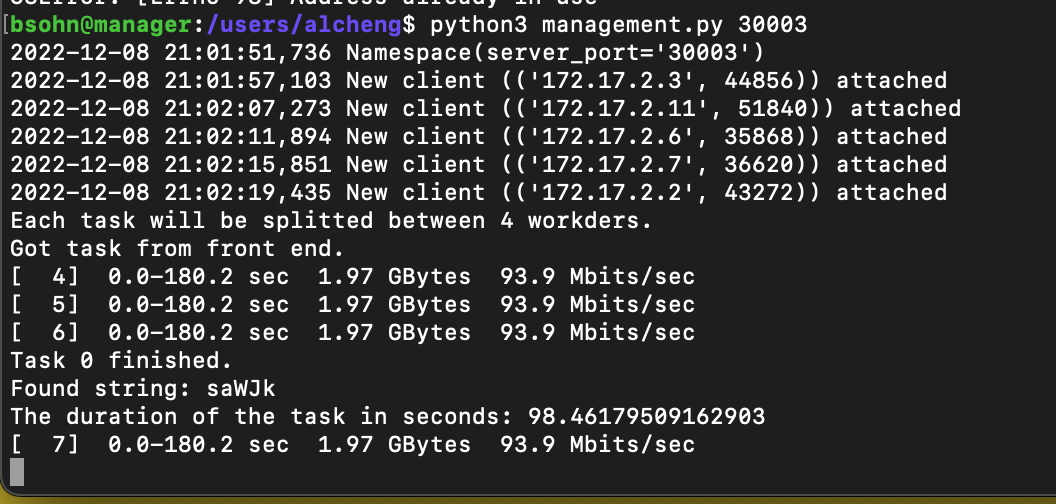 OSError: [Errno 98] Address already in use
[bsohn@manager:/users/alcheng$ python3 management.py 30003
2022-12-08 21:01:51,736 Namespace(server_port='30003')
2022-12-08 21:01:57,103 New client (('172.17.2.3', 44856)) attached
2022-12-08 21:02:07,273 New client (('172.17.2.11', 51840)) attached
2022-12-08 21:02:11,894 New client (('172.17.2.6', 35868)) attached
2022-12-08 21:02:15,851 New client (('172.17.2.7', 36620)) attached
2022-12-08 21:02:19,435 New client (('172.17.2.2', 43272)) attached
Each task will be splitted between 4 workders.
Got task from front end.
[  4]  0.0-180.2 sec  1.97 GBytes  93.9 Mbits/sec
[  5]  0.0-180.2 sec  1.97 GBytes  93.9 Mbits/sec
[  6]  0.0-180.2 sec  1.97 GBytes  93.9 Mbits/sec
Task 0 finished.
Found string: saWJk
The duration of the task in seconds: 98.46179509162903
[  7]  0.0-180.2 sec  1.97 GBytes  93.9 Mbits/sec